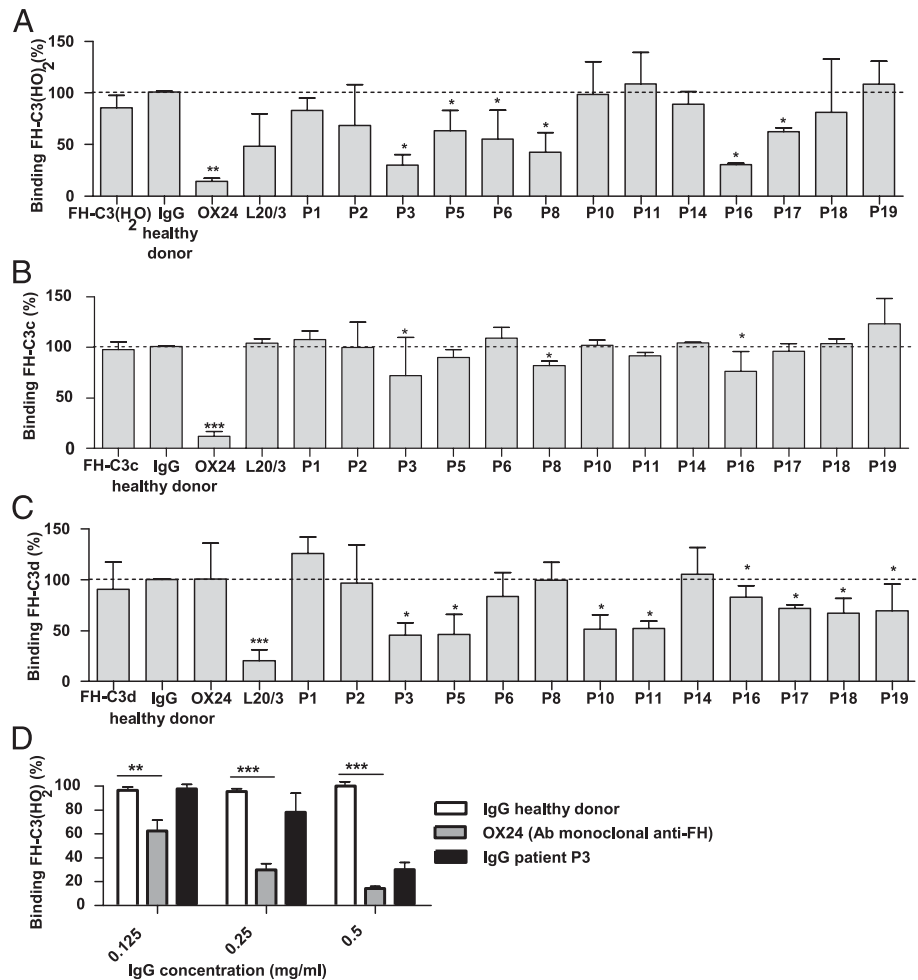 A
Binding FH-C3(HO)2(%)
150
100
50
0
FH-C3(H2O) IgG healthy donor OX24 L20/3 P1 P2 P3 P5 P6 P8 P10 P11 P14 P16 P17 P18 P19
** * * * * * *
B
Binding FH-C3c (%)
150
100
50
0
FH-C3c IgG OX24 L20/3 P1 P2 P3 P5 P6 P8 P10 P11 P14 P16 P17 P18 P19
healthy donor
*** * * *
C
Binding FH-C3d (%)
150
100
50
0
FH-C3d IgG OX24 L20/3 P1 P2 P3 P5 P6 P8 P10 P11 P14 P16 P17 P18 P19
healthy donor
*** * * * * * * * *
D
Binding FH-C3(HO)2 (%)
100
80
60
40
20
0
** *** ***
0.125 0.25 0.5
IgG concentration (mg/ml)
IgG healthy donor
OX24 (Ab monoclonal anti-FH)
IgG patient P3